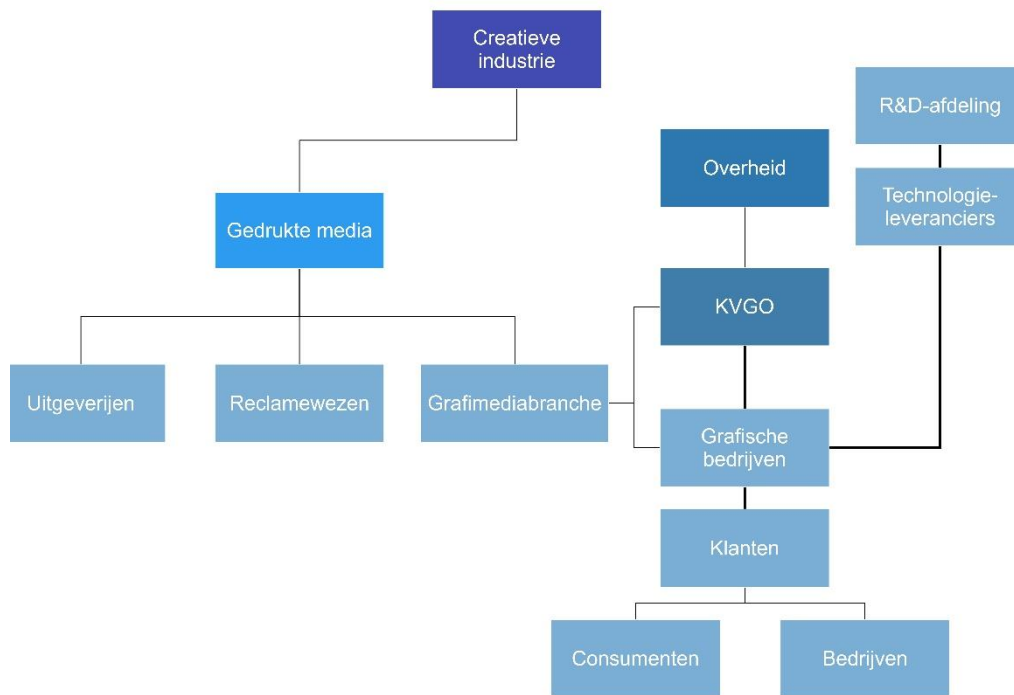 Creatieve
industrie
R&D-afdeling
Overheid
Technologie-
leveranciers
Gedrukte media
KVGO
Uitgeverijen
Reclamewezen
Grafimediabranche
Grafische
bedrijven
Klanten
Consumenten
Bedrijven